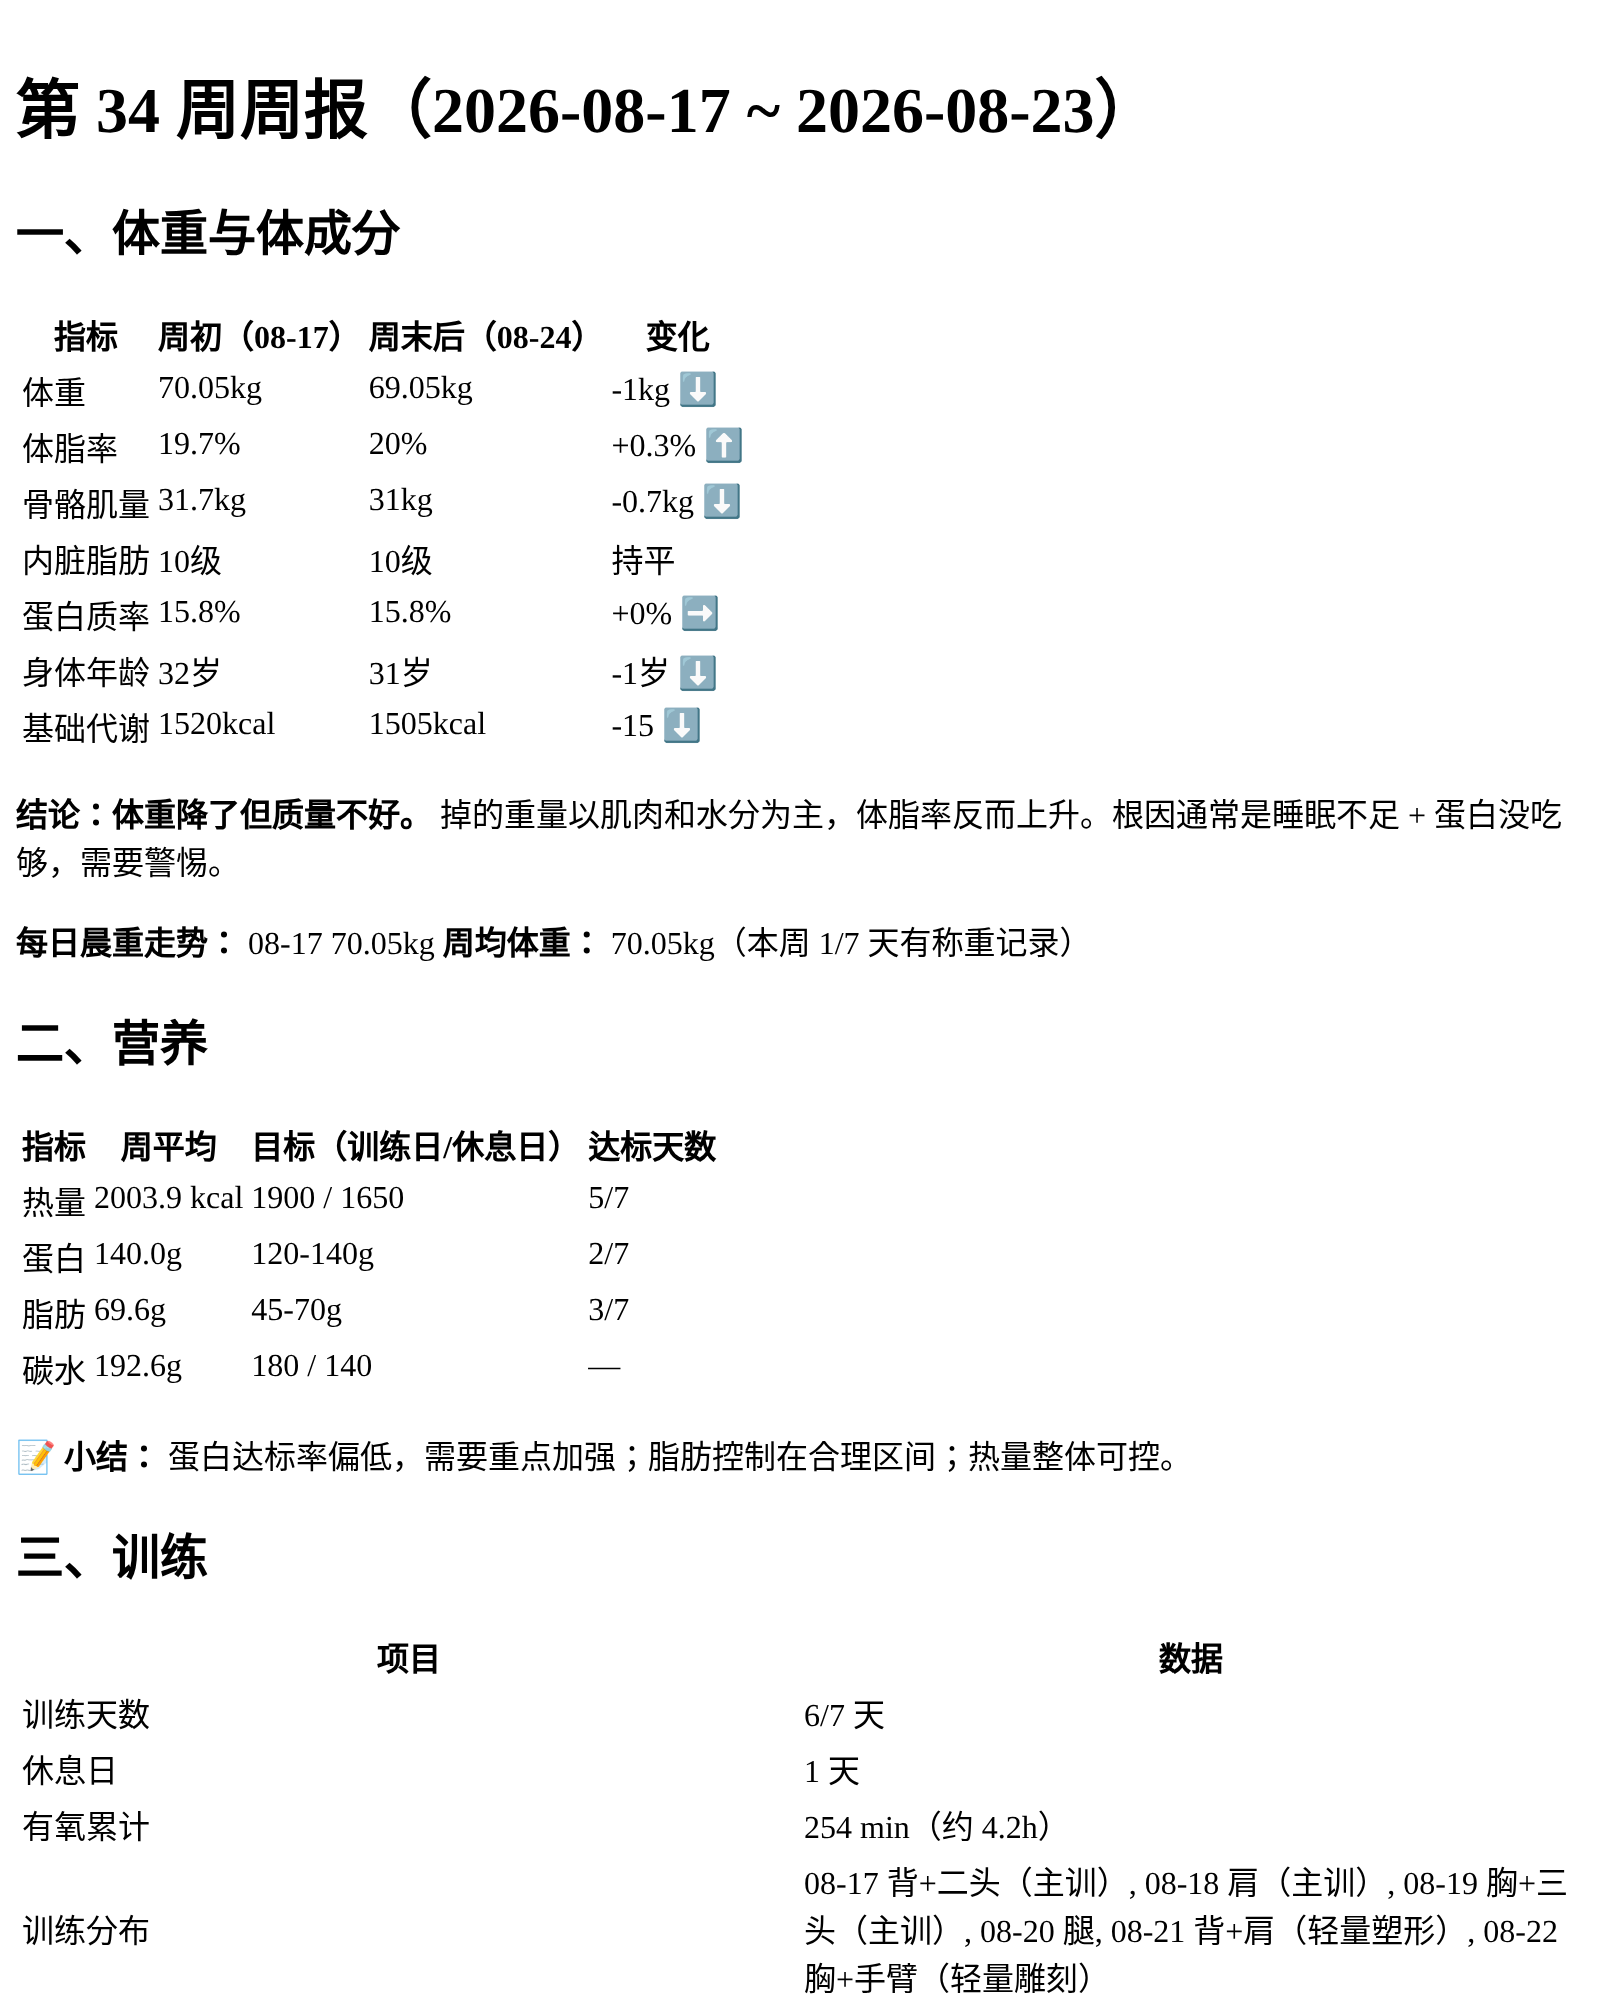 第 34 周周报（2026-08-17 ~ 2026-08-23）
一、体重与体成分
指标 周初（08-17） 周末后（08-24） 变化
体重 70.05kg 69.05kg -1kg ⬇️
体脂率 19.7% 20% +0.3% ⬆️
骨骼肌量 31.7kg 31kg -0.7kg ⬇️
内脏脂肪 10级 10级 持平
蛋白质率 15.8% 15.8% +0% ➡️
身体年龄 32岁 31岁 -1岁 ⬇️
基础代谢 1520kcal 1505kcal -15 ⬇️
结论：体重降了但质量不好。 掉的重量以肌肉和水分为主，体脂率反而上升。根因通常是睡眠不足 + 蛋白没吃
够，需要警惕。
每日晨重走势： 08-17 70.05kg 周均体重： 70.05kg（本周 1/7 天有称重记录）
二、营养
指标 周平均 目标（训练日/休息日） 达标天数
热量 2003.9 kcal 1900 / 1650 5/7
蛋白 140.0g 120-140g 2/7
脂肪 69.6g 45-70g 3/7
碳水 192.6g 180 / 140 —
📝 小结： 蛋白达标率偏低，需要重点加强；脂肪控制在合理区间；热量整体可控。
三、训练
项目 数据
训练天数 6/7 天
休息日 1 天
有氧累计 254 min（约 4.2h）
训练分布 08-17 背+二头（主训）, 08-18 肩（主训）, 08-19 胸+三
头（主训）, 08-20 腿, 08-21 背+肩（轻量塑形）, 08-22
胸+手臂（轻量雕刻）